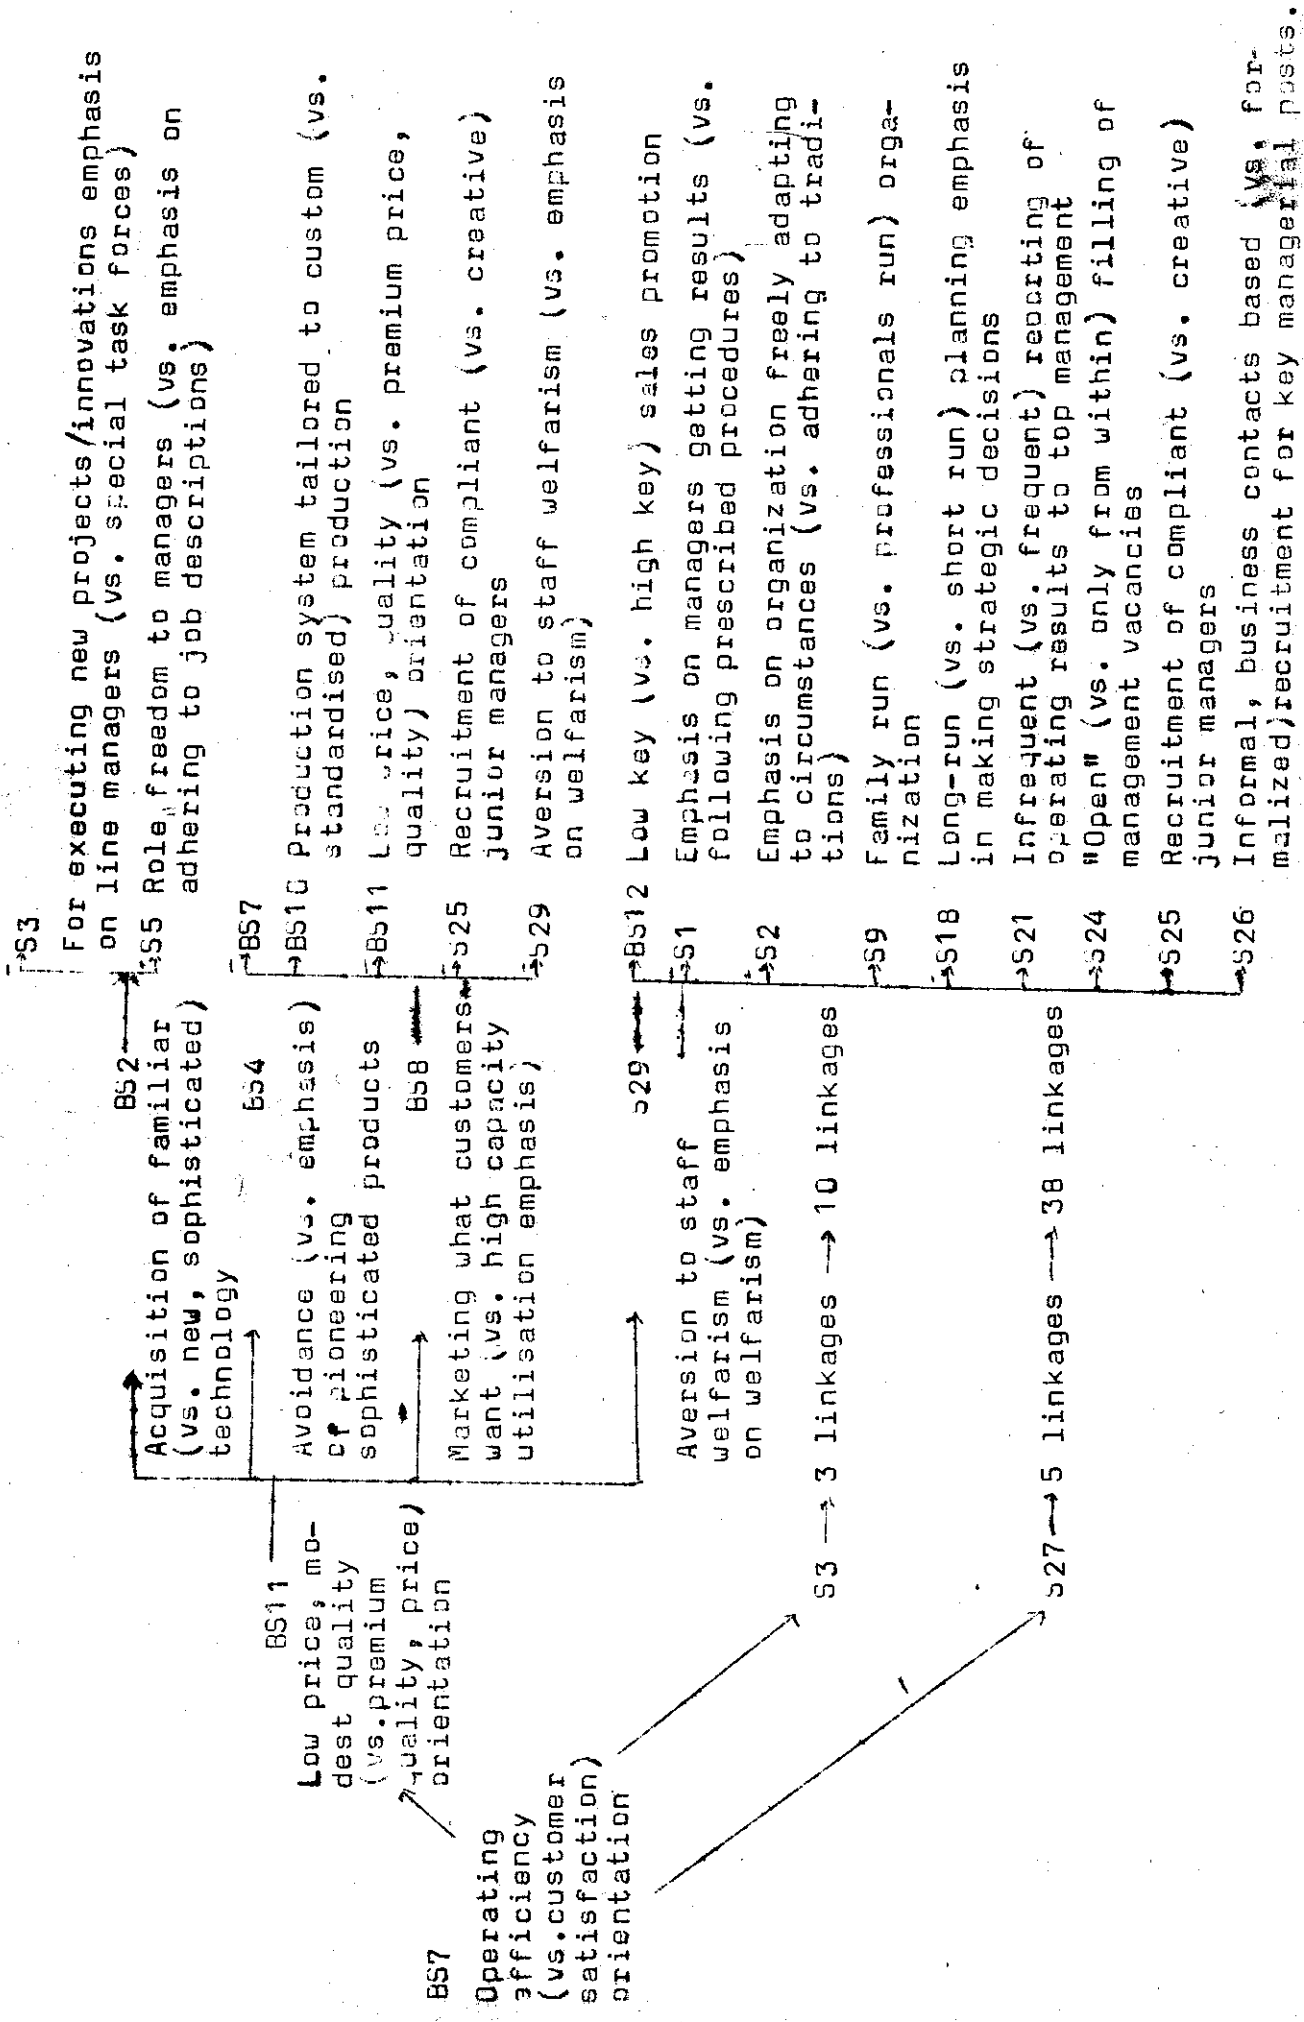 BS7
Operating
efficiency
(vs.customer
satisfaction)
orientation
BS11
Low price, mo-
dest quality
(vs.premium
quality, price)
orientation
S3 → 3 linkages → 10 linkages
S27 → 5 linkages → 38 linkages
BS2
Acquisition of familiar
(vs. new, sophisticated)
technology
BS4
Avoidance (vs. emphasis)
of pioneering
sophisticated products
BS8
Marketing what customers
want (vs. high capacity
utilisation emphasis)
S29
Aversion to staff
welfarism (vs. emphasis
on welfarism)
S3
For executing new projects/innovations emphasis
on line managers (vs. special task forces)
S5 Role freedom to managers (vs. emphasis on
adhering to job descriptions)
BS7
BS10 Production system tailored to custom (vs.
standardised) production
BS11 Low price, quality (vs. premium price,
quality) orientation
S25 Recruitment of compliant (vs. creative)
junior managers
S29 Aversion to staff welfarism (vs. emphasis
on welfarism)
BS12 Low key (vs. high key) sales promotion
S1 Emphasis on managers getting results (vs.
following prescribed procedures)
S2 Emphasis on organization freely adapting
to circumstances (vs. adhering to tradi-
tions)
S9 Family run (vs. professionals run) orga-
nization
S18 Long-run (vs. short run) planning emphasis
in making strategic decisions
S21 Infrequent (vs. frequent) reporting of
operating results to top management
S24 "Open" (vs. only from within) filling of
management vacancies
S25 Recruitment of compliant (vs. creative)
junior managers
S26 Informal, business contacts based (vs. for-
malized)recruitment for key managerial posts.